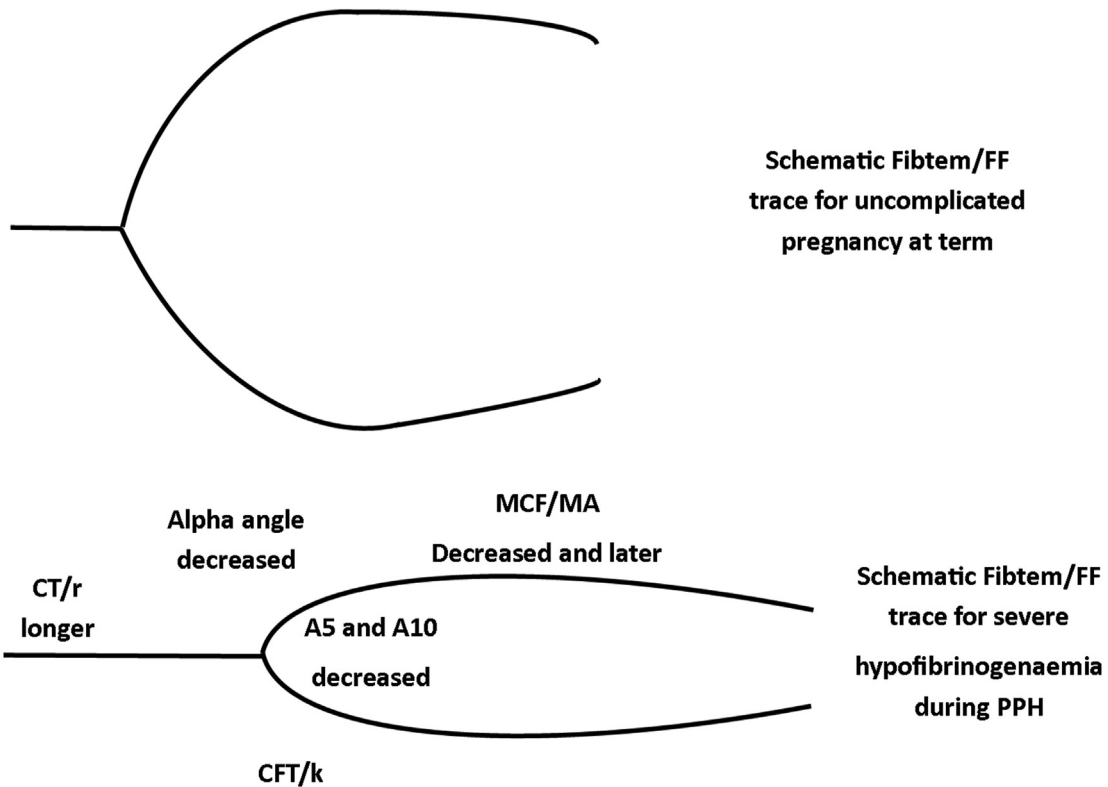 Schematic Fibtem/FF
trace for uncomplicated
pregnancy at term
MCF/MA
Decreased and later
Alpha angle
decreased
CT/r
longer
A5 and A10
decreased
Schematic Fibtem/FF
trace for severe
hypofibrinogenaemia
during PPH
CFT/k